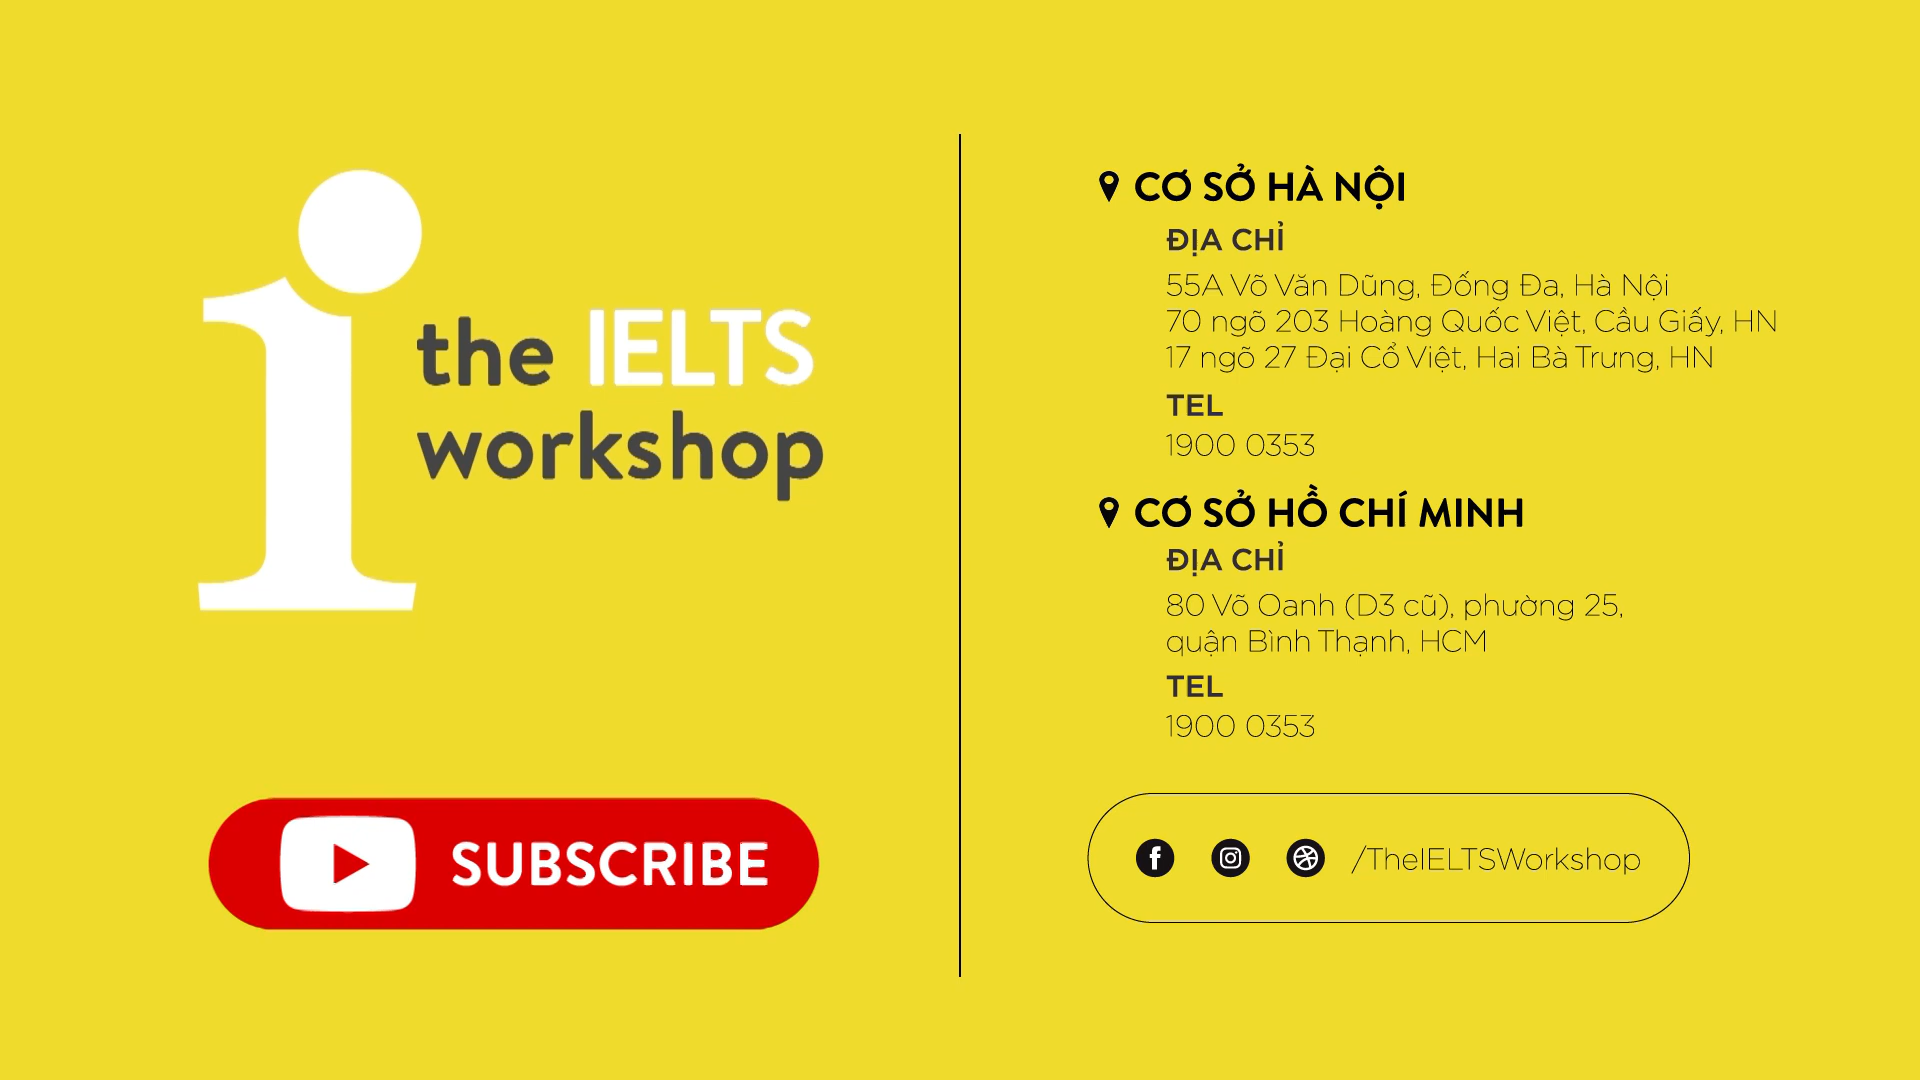 the IELTS
workshop
SUBSCRIBE
CƠ SỞ HÀ NỘI
ĐỊA CHỈ
55A Võ Văn Dũng, Đống Đa, Hà Nội
70 ngõ 203 Hoàng Quốc Việt, Cầu Giấy, HN
17 ngõ 27 Đại Cồ Việt, Hai Bà Trưng, HN
TEL
1900 0353
CƠ SỞ HỒ CHÍ MINH
ĐỊA CHỈ
80 Võ Oanh (D3 cũ), phường 25,
quận Bình Thạnh, HCM
TEL
1900 0353
/TheIELTSWorkshop